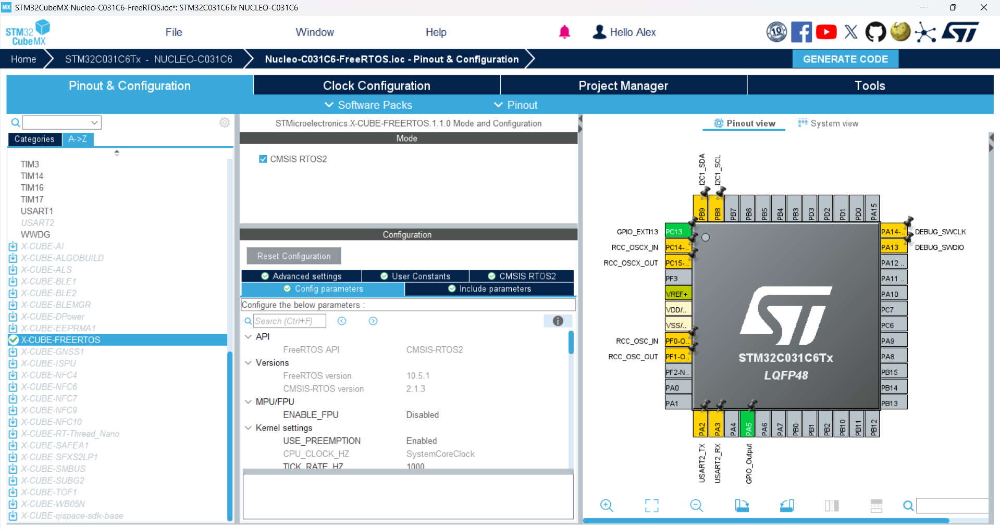 STM32CubeMX Nucleo-C031C6-FreeRTOS.ioc*: STM32C031C6Tx NUCLEO-C031C6
STM32
CubeMX
File
Window
Help
Hello Alex
Home
STM32C031C6Tx - NUCLEO-C031C6
Nucleo-C031C6-FreeRTOS.ioc - Pinout & Configuration
GENERATE CODE
Pinout & Configuration
Clock Configuration
Project Manager
Tools
Software Packs
Pinout
Categories
A->Z
TIM3
TIM14
TIM16
TIM17
USART1
USART2
WWDG
X-CUBE-AI
X-CUBE-ALGOBUILD
X-CUBE-ALS
X-CUBE-BLE1
X-CUBE-BLE2
X-CUBE-BLEMGR
X-CUBE-DPower
X-CUBE-EEPRMA1
X-CUBE-FREERTOS
X-CUBE-GNSS1
X-CUBE-ISPU
X-CUBE-NFC4
X-CUBE-NFC6
X-CUBE-NFC7
X-CUBE-NFC9
X-CUBE-NFC10
X-CUBE-RT-Thread_Nano
X-CUBE-SAFEA1
X-CUBE-SFXS2LP1
X-CUBE-SMBUS
X-CUBE-SUBG2
X-CUBE-TOF1
X-CUBE-WB05N
X-CUBE-qispace-sdk-base
STMicroelectronics.X-CUBE-FREERTOS.1.1.0 Mode and Configuration
Mode
CMSIS RTOS2
Configuration
Reset Configuration
Advanced settings
User Constants
CMSIS RTOS2
Config parameters
Include parameters
Configure the below parameters :
Search (Ctrl+F)
API
FreeRTOS API CMSIS-RTOS2
Versions
FreeRTOS version 10.5.1
CMSIS-RTOS version 2.1.3
MPU/FPU
ENABLE_FPU Disabled
Kernel settings
USE_PREEMPTION Enabled
CPU_CLOCK_HZ SystemCoreClock
TICK_RATE_HZ 1000
Pinout view
System view
I2C1_SDA
I2C1_SCL
PB9
PB8
PB7
PB6
PB5
PB4
PB3
PD3
PD2
PD1
PD0
PA15
GPIO_EXTI13
PC13
RCC_OSCX_IN
PC14-..
RCC_OSCX_OUT
PC15-..
PF3
VREF+
VDD/..
VSS/..
RCC_OSC_IN
PF0-O..
RCC_OSC_OUT
PF1-O..
PF2-N..
PA0
PA1
STM32C031C6Tx
LQFP48
PA14-..
DEBUG_SWCLK
PA13
DEBUG_SWDIO
PA12 ..
PA11 ..
PA10
PC7
PC6
PA9
PA8
PB15
PB14
PB13
PA2
PA3
PA4
PA5
PA6
PA7
PB0
PB1
PB2
PB10
PB11
PB12
USART2_TX
USART2_RX
GPIO_Output